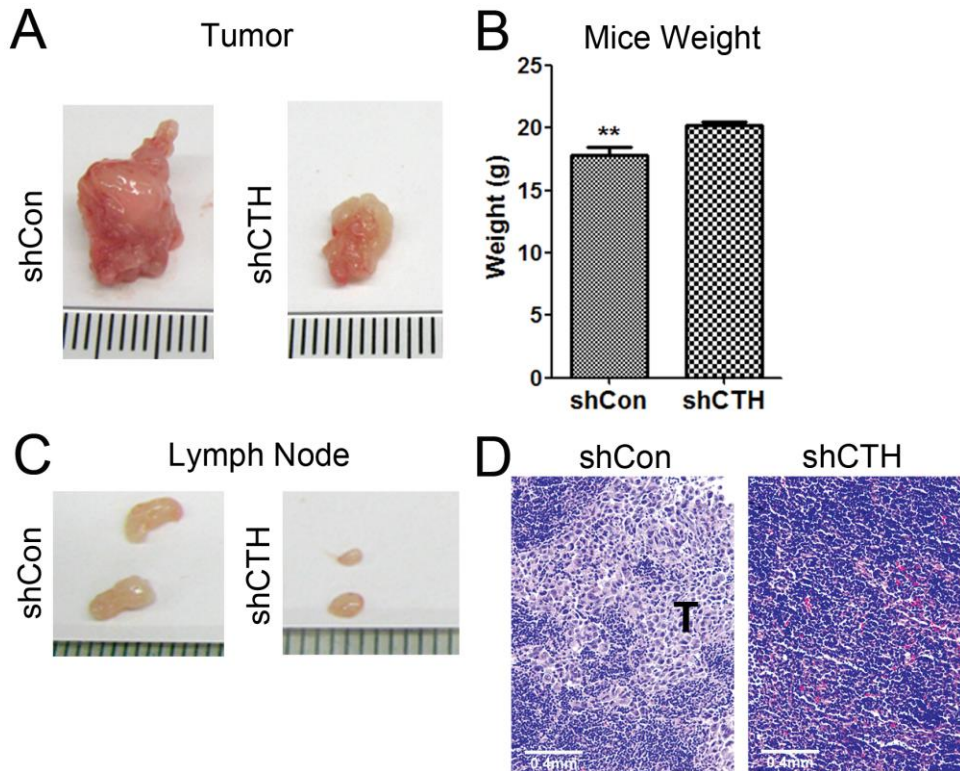 A
Tumor
shCon
shCTH
B
Mice Weight
Weight (g)
25
20
15
10
5
0
**
shCon
shCTH
C
Lymph Node
shCon
shCTH
D
shCon
shCTH
T
0.4mm
0.4mm